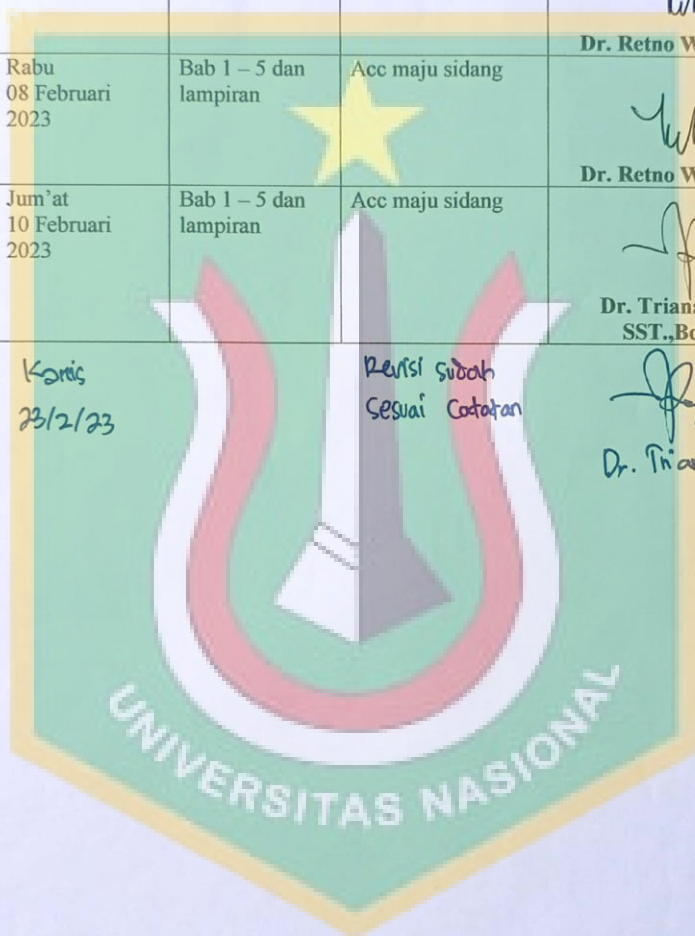 Dr. Retno W
Rabu
08 Februari
2023
Bab 1 – 5 dan
lampiran
Acc maju sidang
Dr. Retno W
Jum'at
10 Februari
2023
Bab 1 – 5 dan
lampiran
Acc maju sidang
Dr. Triana
SST.,Bd
Kamis
23/2/23
Revisi sudah
sesuai Catatan
Dr. Tria
UNIVERSITAS NASIONAL